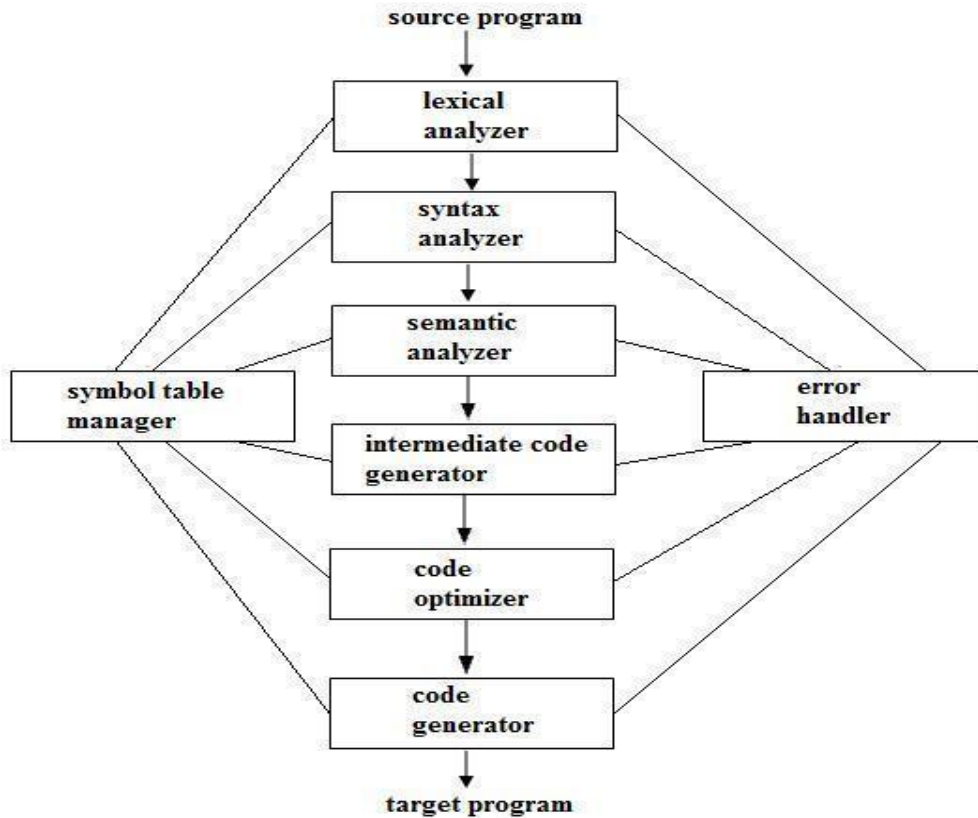 source program
lexical
analyzer
syntax
analyzer
semantic
analyzer
symbol table
manager
error
handler
intermediate code
generator
code
optimizer
code
generator
target program